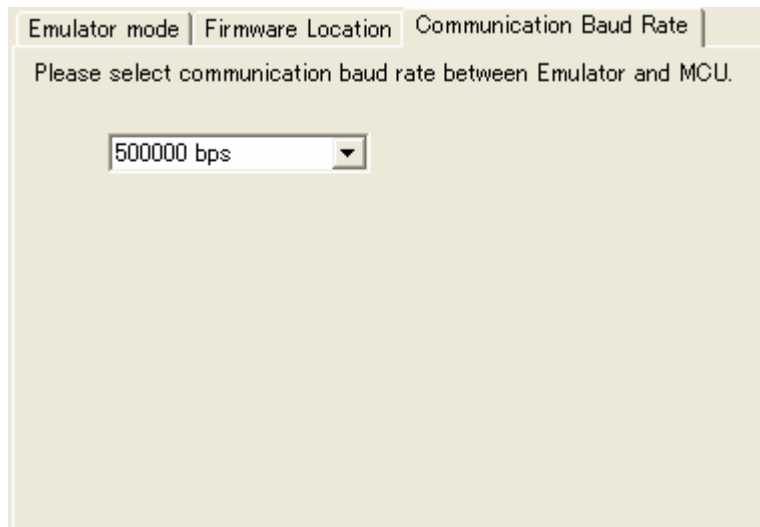 Emulator mode Firmware Location Communication Baud Rate
Please select communication baud rate between Emulator and MCU.
500000 bps